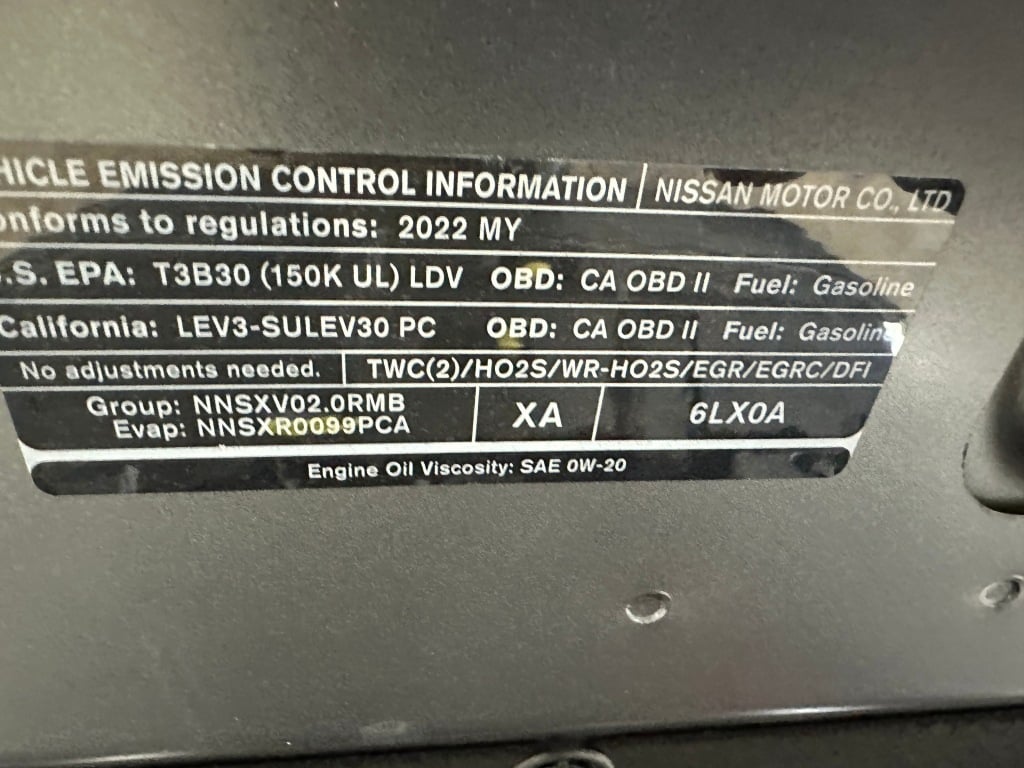 HICLE EMISSION CONTROL INFORMATION | NISSAN MOTOR CO., LTD
onforms to regulations: 2022 MY
.S. EPA: T3B30 (150K UL) LDV OBD: CA OBD II Fuel: Gasoline
California: LEV3-SULEV30 PC OBD: CA OBD II Fuel: Gasoline
No adjustments needed. TWC(2)/HO2S/WR-HO2S/EGR/EGRC/DFI
Group: NNSXV02.0RMB
Evap: NNSXR0099PCA
XA
6LX0A
Engine Oil Viscosity: SAE 0W-20